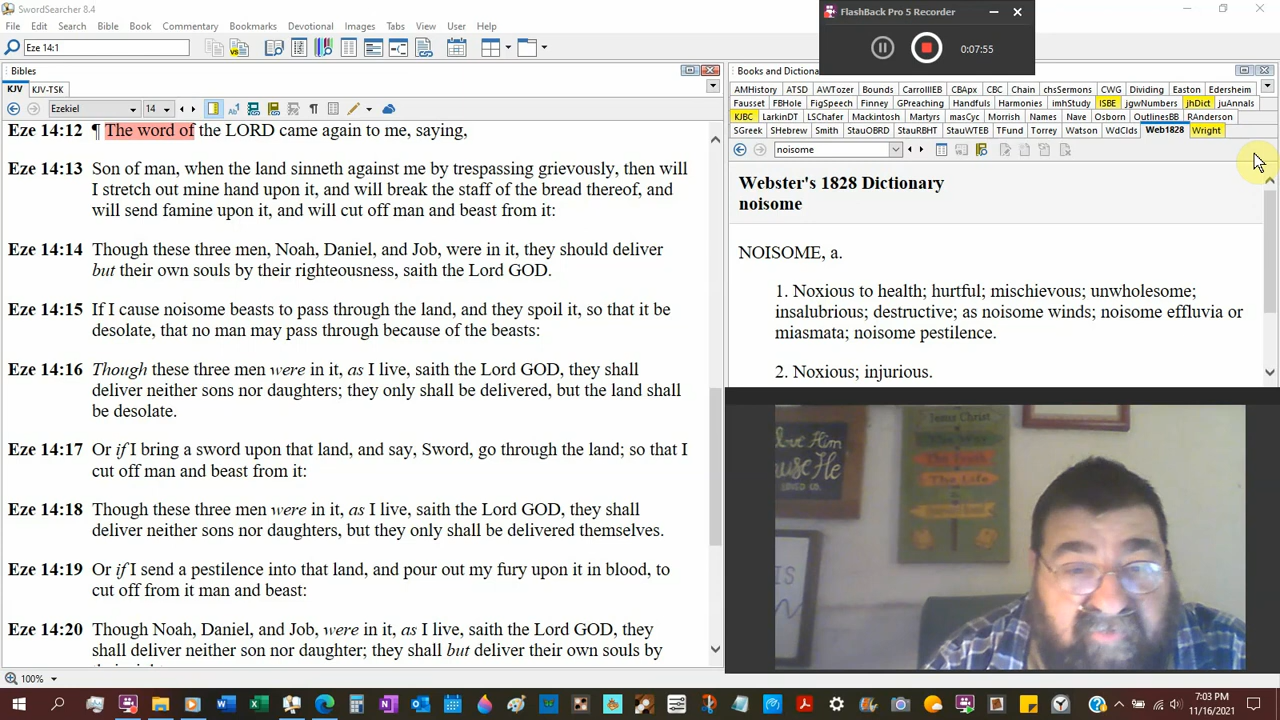 SwordSearcher 8.4
File Edit Search Bible Book Commentary Bookmarks Devotional Images Tabs View User Help
Eze 14:1
VS
Bibles
KJV KJV-TSK
Ezekiel 14
Eze 14:12 ¶ The word of the LORD came again to me, saying,
Eze 14:13 Son of man, when the land sinneth against me by trespassing grievously, then will
I stretch out mine hand upon it, and will break the staff of the bread thereof, and
will send famine upon it, and will cut off man and beast from it:
Eze 14:14 Though these three men, Noah, Daniel, and Job, were in it, they should deliver
but their own souls by their righteousness, saith the Lord GOD.
Eze 14:15 If I cause noisome beasts to pass through the land, and they spoil it, so that it be
desolate, that no man may pass through because of the beasts:
Eze 14:16 Though these three men were in it, as I live, saith the Lord GOD, they shall
deliver neither sons nor daughters; they only shall be delivered, but the land shall
be desolate.
Eze 14:17 Or if I bring a sword upon that land, and say, Sword, go through the land; so that I
cut off man and beast from it:
Eze 14:18 Though these three men were in it, as I live, saith the Lord GOD, they shall
deliver neither sons nor daughters, but they only shall be delivered themselves.
Eze 14:19 Or if I send a pestilence into that land, and pour out my fury upon it in blood, to
cut off from it man and beast:
Eze 14:20 Though Noah, Daniel, and Job, were in it, as I live, saith the Lord GOD, they
shall deliver neither son nor daughter; they shall but deliver their own souls by
100%
FlashBack Pro 5 Recorder
0:07:55
Books and Dictiona
AMHistory ATSD AWTozer Bounds CarrollIEB CBC Chain chsSermons CWG Dividing Easton Edersheim
Fausset FBHole FigSpeech Finney GPreaching Handfuls Harmonies imhStudy ISBE jgwNumbers jhDict juAnnals
KJBC LarkinDT LSChafer Mackintosh Martyrs masCyc Morrish Names Nave Osborn OutlinesBB RAnderson
SGreek SHebrew Smith StauOBRD StauRBHT StauWTEB TFund Torrey Watson WdClds Web1828 Wright
noisome
Webster's 1828 Dictionary
noisome
NOISOME, a.
1. Noxious to health; hurtful; mischievous; unwholesome;
insalubrious; destructive; as noisome winds; noisome effluvia or
miasmata; noisome pestilence.
2. Noxious; injurious.
Him
Jesus Christ
The Way
The Truth
The Life
7:03 PM
11/16/2021